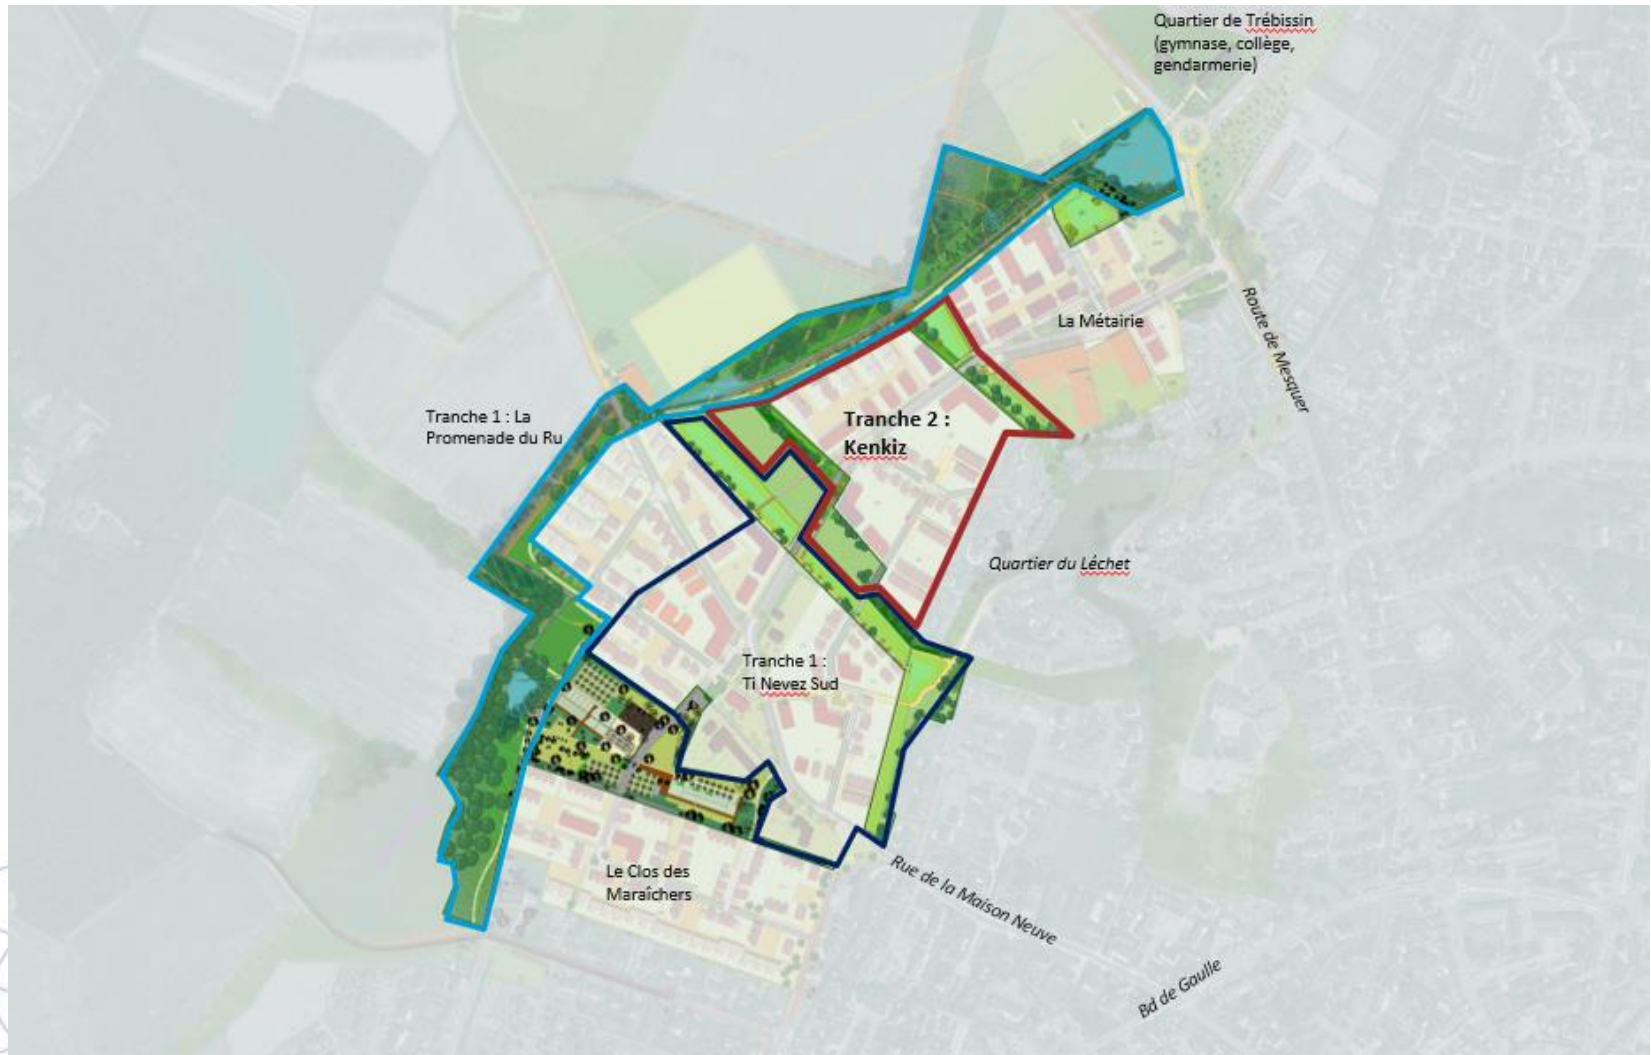 Quartier de Trébissin
(gymnase, collège,
gendarmerie)
Route de Mesquer
La Métairie
Tranche 1 : La
Promenade du Ru
Tranche 2 :
Kenkiz
Quartier du Léchet
Tranche 1 :
Ti Nevez Sud
Le Clos des
Maraîchers
Rue de la Maison Neuve
Bd de Gaulle